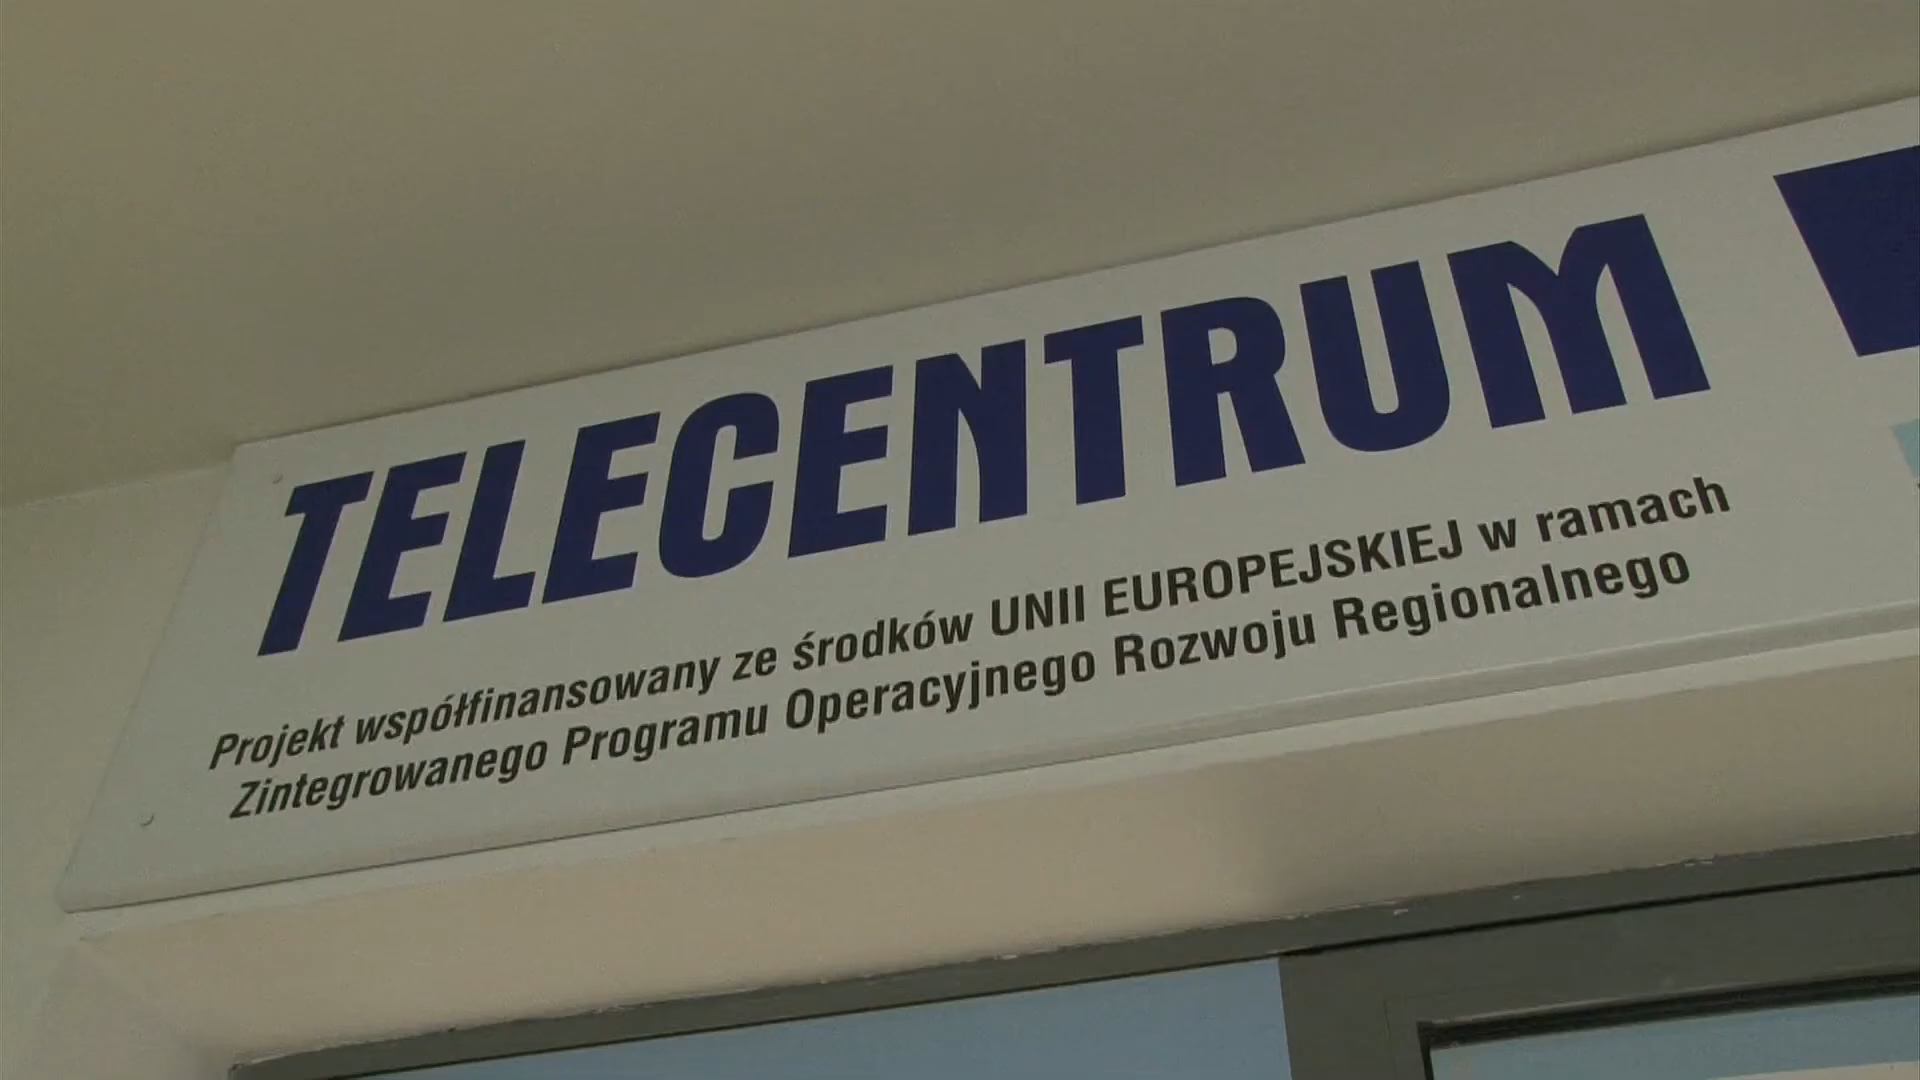 TELECENTRUM
Projekt współfinansowany ze środków UNII EUROPEJSKIEJ w ramach
Zintegrowanego Programu Operacyjnego Rozwoju Regionalnego